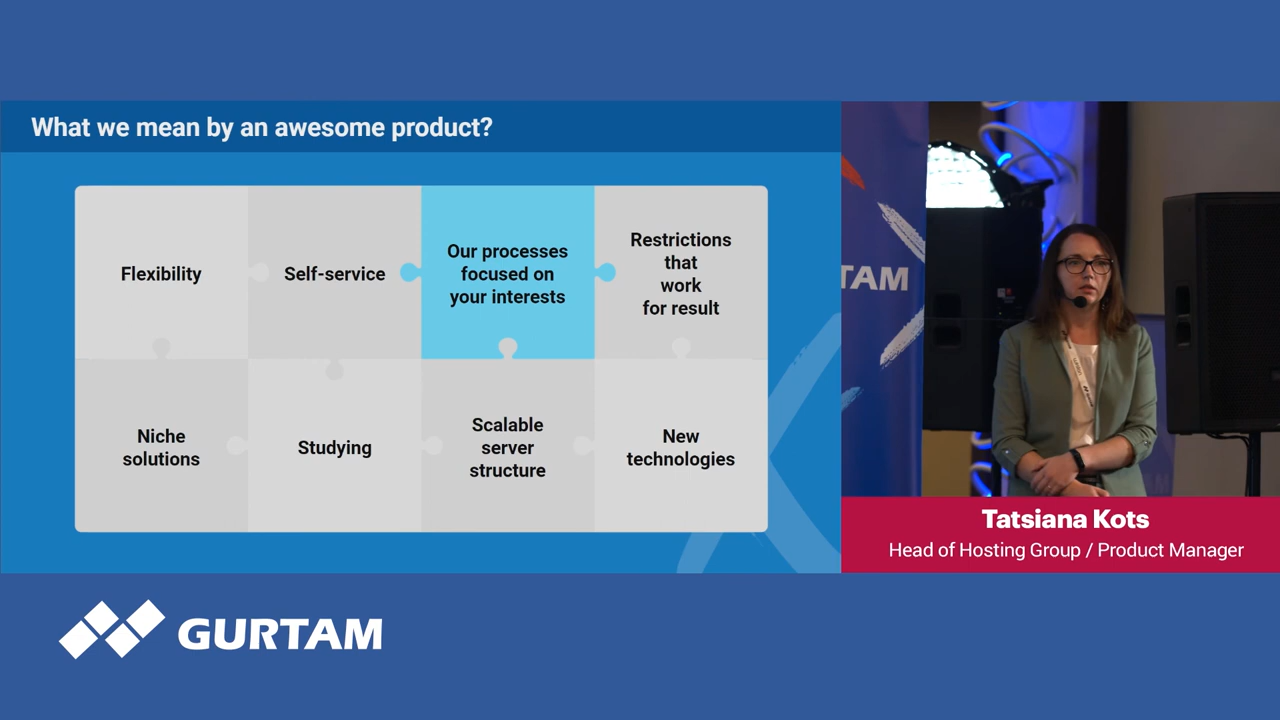 What we mean by an awesome product?
Flexibility
Self-service
Our processes
focused on
your interests
Restrictions
that
work
for result
Niche
solutions
Studying
Scalable
server
structure
New
technologies
TAM
Tatsiana Kots
Head of Hosting Group / Product Manager
GURTAM